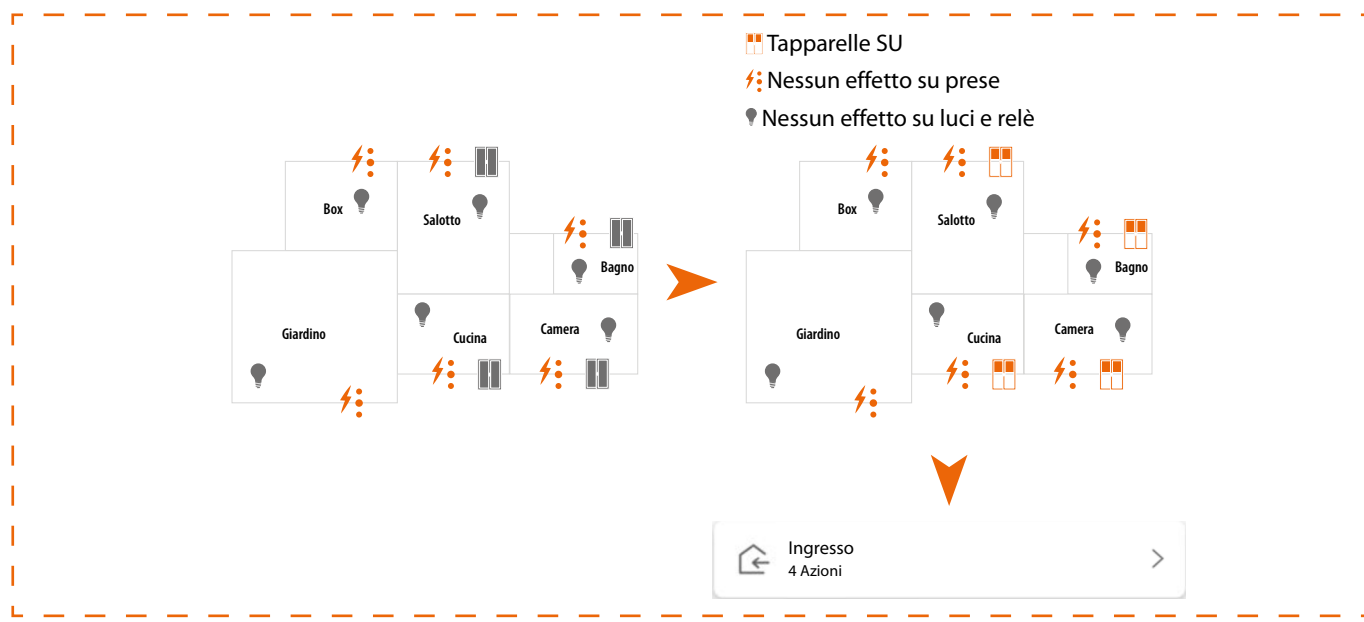 Tapparelle SU
Nessun effetto su prese
Nessun effetto su luci e relè
Box
Salotto
Bagno
Giardino
Cucina
Camera
Box
Salotto
Bagno
Giardino
Cucina
Camera
Ingresso
4 Azioni